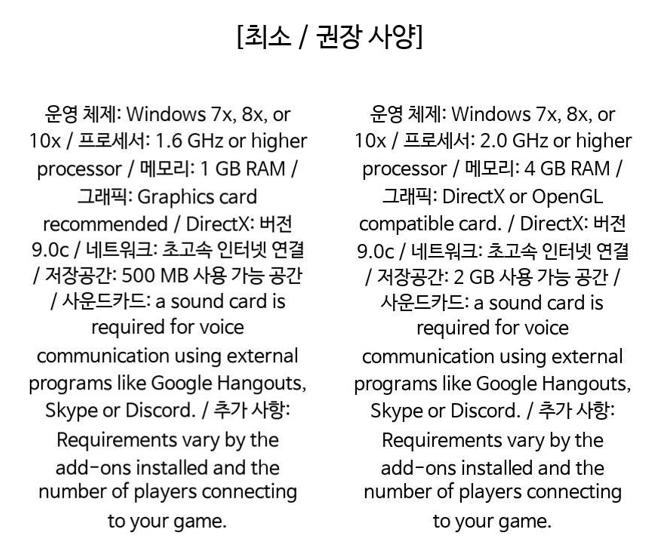 [최소 / 권장 사양]
운영 체제: Windows 7x, 8x, or
10x / 프로세서: 1.6 GHz or higher
processor / 메모리: 1 GB RAM /
그래픽: Graphics card
recommended / DirectX: 버전
9.0c / 네트워크: 초고속 인터넷 연결
/ 저장공간: 500 MB 사용 가능 공간
/ 사운드카드: a sound card is
required for voice
communication using external
programs like Google Hangouts,
Skype or Discord. / 추가 사항:
Requirements vary by the
add-ons installed and the
number of players connecting
to your game.
운영 체제: Windows 7x, 8x, or
10x / 프로세서: 2.0 GHz or higher
processor / 메모리: 4 GB RAM /
그래픽: DirectX or OpenGL
compatible card. / DirectX: 버전
9.0c / 네트워크: 초고속 인터넷 연결
/ 저장공간: 2 GB 사용 가능 공간 /
사운드카드: a sound card is
required for voice
communication using external
programs like Google Hangouts,
Skype or Discord. / 추가 사항:
Requirements vary by the
add-ons installed and the
number of players connecting
to your game.